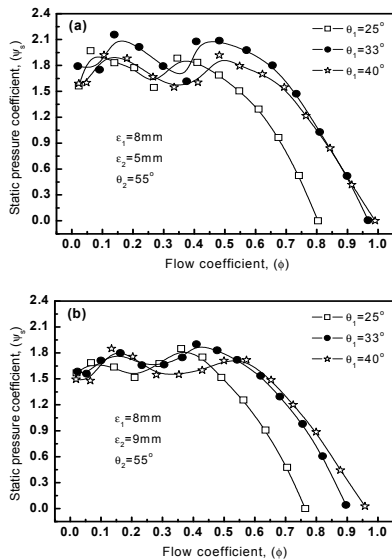 (a)
θ₁=25°
θ₁=33°
θ₁=40°
ε₁=8mm
ε₂=5mm
θ₂=55°
Static pressure coefficient, (ψₛ)
2.4
2.1
1.8
1.5
1.2
0.9
0.6
0.3
0.0
0.0 0.1 0.2 0.3 0.4 0.5 0.6 0.7 0.8 0.9 1.0
Flow coefficient, (ϕ)
(b)
θ₁=25°
θ₁=33°
θ₁=40°
ε₁=8mm
ε₂=9mm
θ₂=55°
Static pressure coefficient, (ψₛ)
2.4
2.1
1.8
1.5
1.2
0.9
0.6
0.3
0.0
0.0 0.1 0.2 0.3 0.4 0.5 0.6 0.7 0.8 0.9 1.0
Flow coefficient, (ϕ)